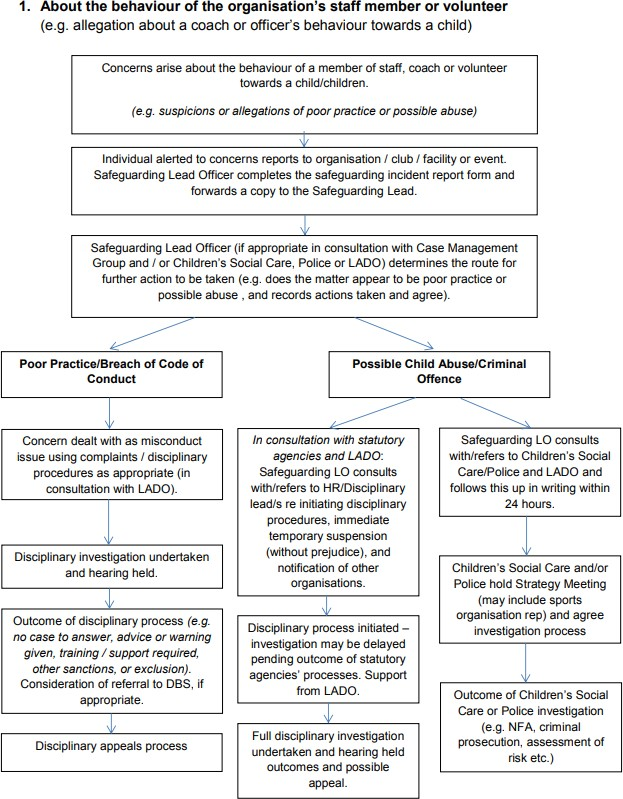 1. About the behaviour of the organisation's staff member or volunteer
(e.g. allegation about a coach or officer's behaviour towards a child)
Concerns arise about the behaviour of a member of staff, coach or volunteer
towards a child/children.
(e.g. suspicions or allegations of poor practice or possible abuse)
Individual alerted to concerns reports to organisation / club / facility or event.
Safeguarding Lead Officer completes the safeguarding incident report form and
forwards a copy to the Safeguarding Lead.
Safeguarding Lead Officer (if appropriate in consultation with Case Management
Group and / or Children's Social Care, Police or LADO) determines the route for
further action to be taken (e.g. does the matter appear to be poor practice or
possible abuse , and records actions taken and agree).
Poor Practice/Breach of Code of
Conduct
Concern dealt with as misconduct
issue using complaints / disciplinary
procedures as appropriate (in
consultation with LADO).
Disciplinary investigation undertaken
and hearing held.
Outcome of disciplinary process (e.g.
no case to answer, advice or warning
given, training / support required,
other sanctions, or exclusion).
Consideration of referral to DBS, if
appropriate.
Disciplinary appeals process
Possible Child Abuse/Criminal
Offence
In consultation with statutory
agencies and LADO:
Safeguarding LO consults
with/refers to HR/Disciplinary
lead/s re initiating disciplinary
procedures, immediate
temporary suspension
(without prejudice), and
notification of other
organisations.
Disciplinary process initiated –
investigation may be delayed
pending outcome of statutory
agencies' processes. Support
from LADO.
Full disciplinary investigation
undertaken and hearing held
outcomes and possible
appeal.
Safeguarding LO consults
with/refers to Children's Social
Care/Police and LADO and
follows this up in writing within
24 hours.
Children's Social Care and/or
Police hold Strategy Meeting
(may include sports
organisation rep) and agree
investigation process
Outcome of Children's Social
Care or Police investigation
(e.g. NFA, criminal
prosecution, assessment of
risk etc.)